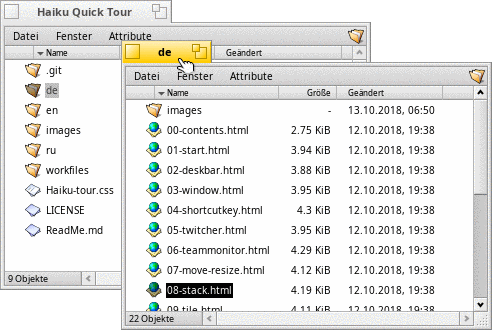 Haiku Quick Tour
Datei Fenster Attribute
Name
.git
de
en
images
ru
workfiles
Haiku-tour.css
LICENSE
ReadMe.md
9 Objekte
Geändert
de
Datei Fenster Attribute
Name Größe Geändert
images - 13.10.2018, 06:50
00-contents.html 2.75 KiB 12.10.2018, 19:38
01-start.html 3.94 KiB 12.10.2018, 19:38
02-deskbar.html 3.88 KiB 12.10.2018, 19:38
03-window.html 3.95 KiB 12.10.2018, 19:38
04-shortcutkey.html 4.3 KiB 12.10.2018, 19:38
05-twitcher.html 3.95 KiB 12.10.2018, 19:38
06-teammonitor.html 4.29 KiB 12.10.2018, 19:38
07-move-resize.html 4.12 KiB 12.10.2018, 19:38
08-stack.html 4.19 KiB 12.10.2018, 19:38
09-tile.html 4.11 KiB 12.10.2018, 19:38
22 Objekte